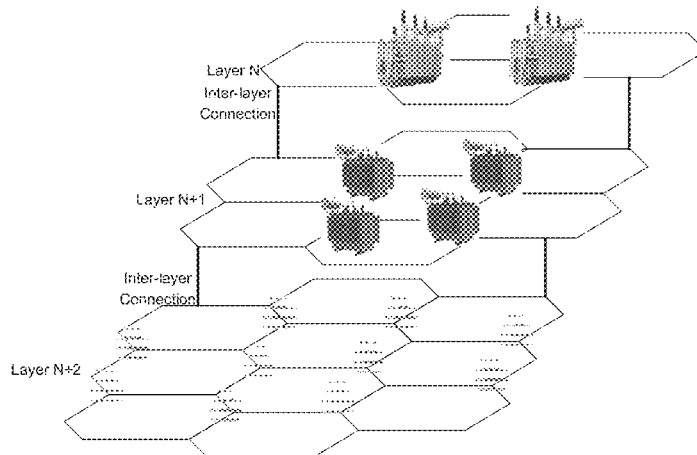 Layer N
Inter-layer
Connection
Layer N+1
Inter-layer
Connection
Layer N+2